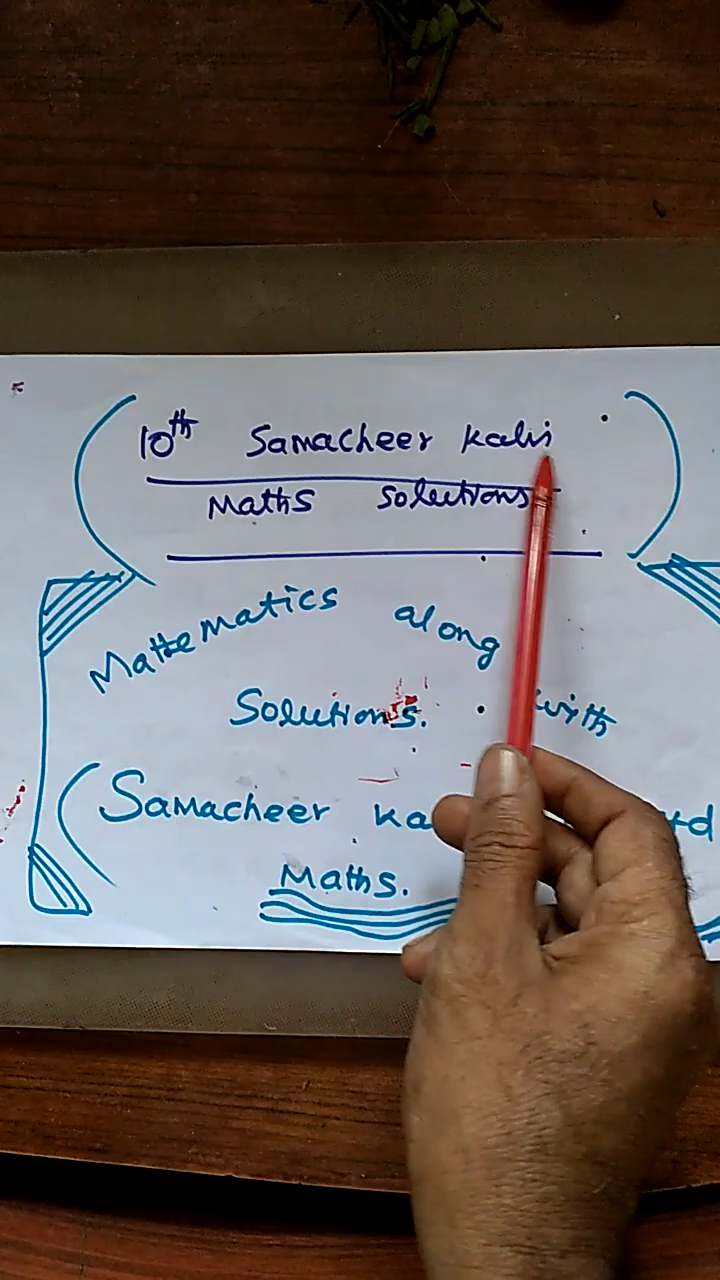 10th Samacheer kalvi
Maths Solutions
Mathematics along with
Solutions.
Samacheer
Maths.